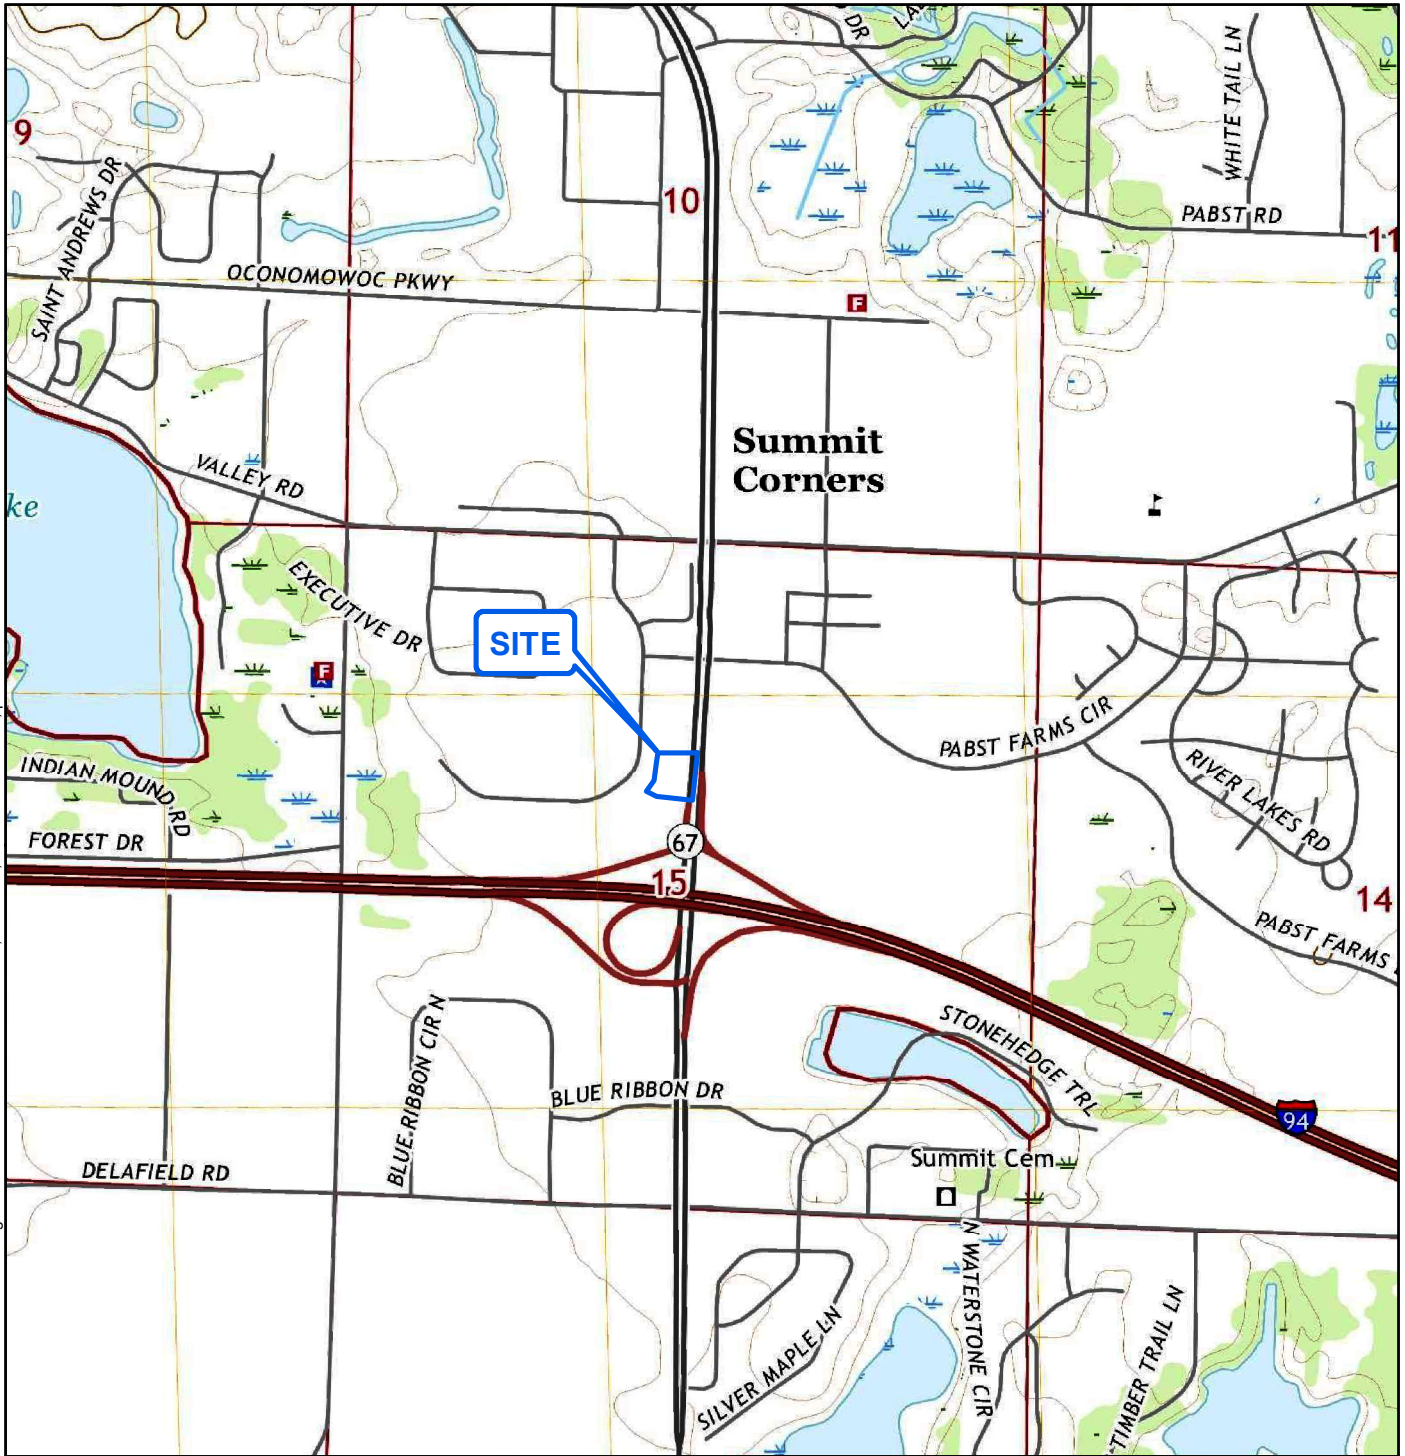 DR
LA
WHITE TAIL LN
9
SAINT ANDREWS DR
10
PABST RD
11
OCONOMOWOC PKWY
F
Summit
Corners
VALLEY RD
ke
EXECUTIVE DR
SITE
F
PABST FARMS CIR
INDIAN MOUND RD
RIVER LAKES RD
FOREST DR
67
15
14
PABST FARMS
BLUE RIBBON CIR N
STONEHEDGE TRL
BLUE RIBBON DR
94
Summit Cem
DELAFIELD RD
N WATERSTONE CIR
SILVER MAPLE LN
TIMBER TRAIL LN